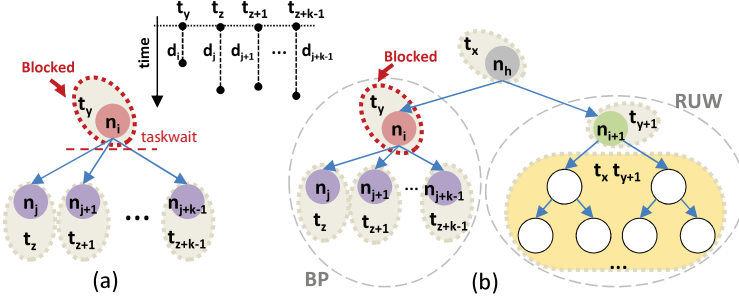 t_y t_z t_{z+1} t_{z+k-1}
time
d_i d_j d_{j+1} ... d_{j+k-1}
Blocked
t_y
n_i
taskwait
n_j n_{j+1} ... n_{j+k-1}
t_z t_{z+1} t_{z+k-1}
(a)
t_x
n_h
Blocked
t_y
n_i
n_j n_{j+1} ... n_{j+k-1}
t_z t_{z+1} t_{z+k-1}
BP
RUW
n_{i+1} t_{y+1}
t_x t_{y+1}
...
(b)